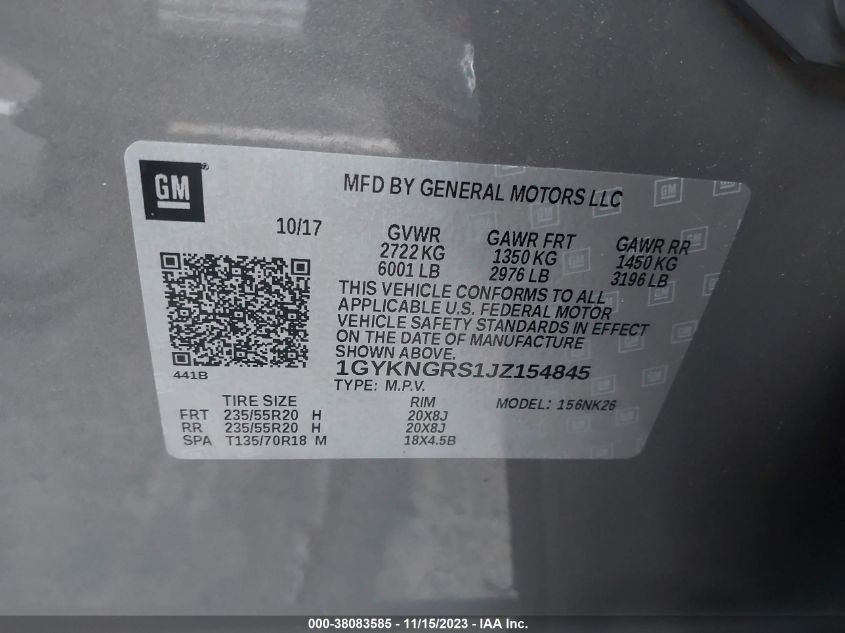 GM
MFD BY GENERAL MOTORS LLC
10/17
GVWR
2722 KG
6001 LB
GAWR FRT
1350 KG
2976 LB
GAWR RR
1450 KG
3196 LB
THIS VEHICLE CONFORMS TO ALL
APPLICABLE U.S. FEDERAL MOTOR
VEHICLE SAFETY STANDARDS IN EFFECT
ON THE DATE OF MANUFACTURE
SHOWN ABOVE.
441B
1GYKNGRS1JZ154845
TYPE: M.P.V.
MODEL: 156NK26
TIRE SIZE RIM
FRT 235/55R20 H 20X8J
RR 235/55R20 H 20X8J
SPA T135/70R18 M 18X4.5B
000-38083585 - 11/15/2023 - IAA Inc.